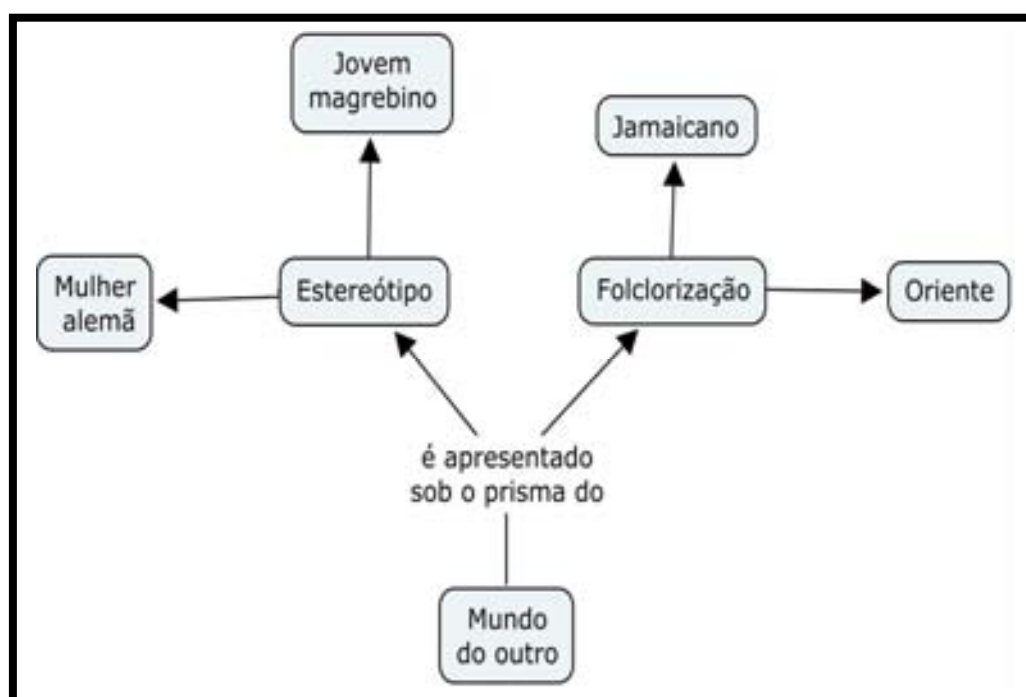 Jovem
magrebino
Jamaicano
Mulher
alemã
Estereótipo
Folclorização
Oriente
é apresentado
sob o prisma do
Mundo
do outro